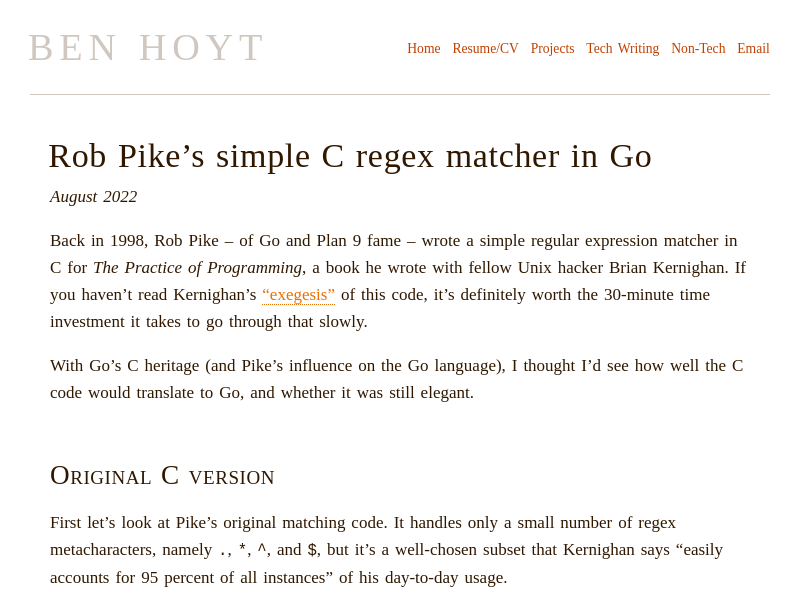 BEN HOYT
Home Resume/CV Projects Tech Writing Non-Tech Email
Rob Pike’s simple C regex matcher in Go
August 2022
Back in 1998, Rob Pike – of Go and Plan 9 fame – wrote a simple regular expression matcher in
C for The Practice of Programming, a book he wrote with fellow Unix hacker Brian Kernighan. If
you haven’t read Kernighan’s “exegesis” of this code, it’s definitely worth the 30-minute time
investment it takes to go through that slowly.
With Go’s C heritage (and Pike’s influence on the Go language), I thought I’d see how well the C
code would translate to Go, and whether it was still elegant.
Original C version
First let’s look at Pike’s original matching code. It handles only a small number of regex
metacharacters, namely ., *, ^, and $, but it’s a well-chosen subset that Kernighan says “easily
accounts for 95 percent of all instances” of his day-to-day usage.